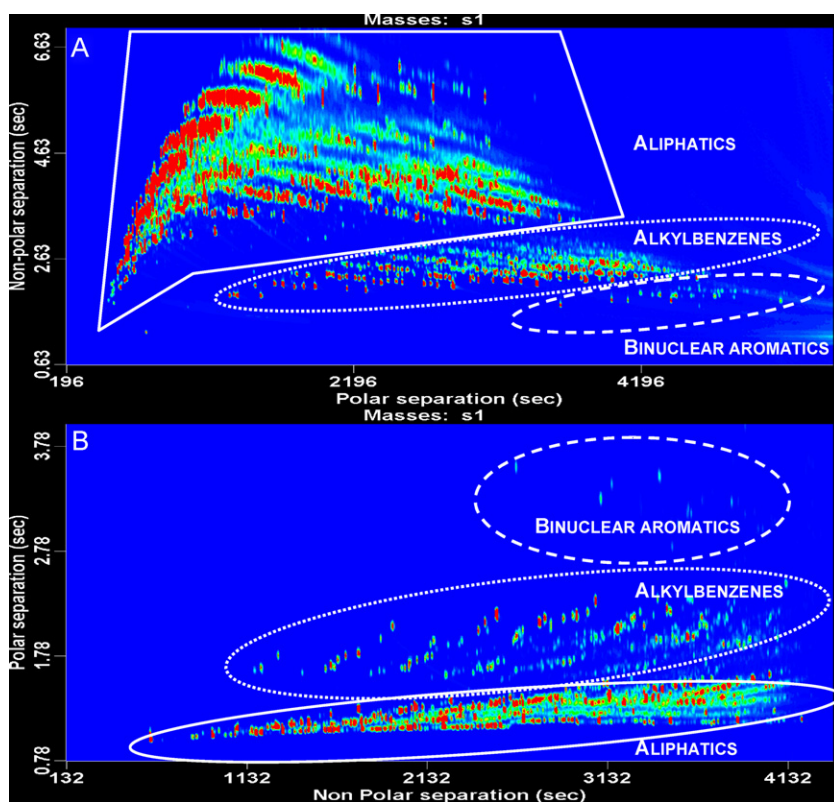 Masses: s1
A
6.63
4.63
2.63
0.63
Non-polar separation (sec)
ALIPHATICS
ALKYLBENZENES
BINUCLEAR AROMATICS
196
2196
4196
Polar separation (sec)
Masses: s1
B
3.78
2.78
1.78
0.78
Polar separation (sec)
BINUCLEAR AROMATICS
ALKYLBENZENES
ALIPHATICS
132
1132
2132
3132
4132
Non Polar separation (sec)